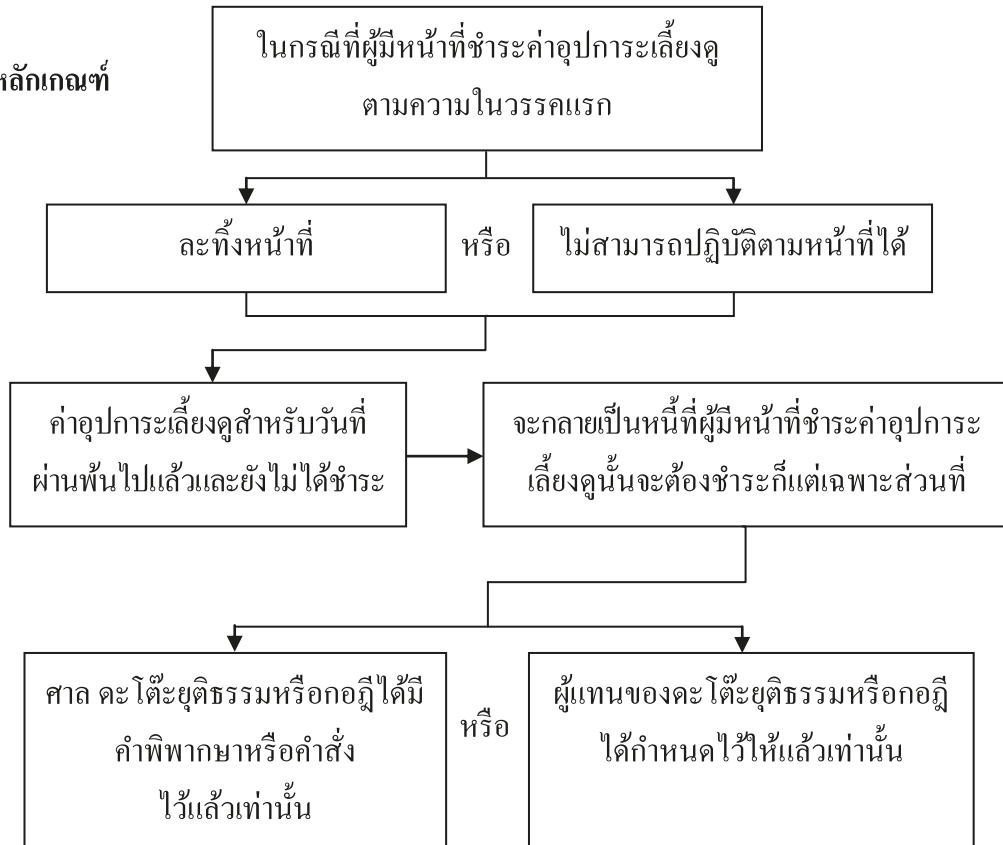 ในกรณีที่ผู้มีหน้าที่ชำระค่าอุปการะเลี้ยงดู
หลักเกณฑ์
ตามความในวรรคแรก
ละทิ้งหน้าที่
หรือ
ไม่สามารถปฏิบัติตามหน้าที่ได้
ค่าอุปการะเลี้ยงดูสำหรับวันที่
ผ่านพ้นไปแล้วและยังไม่ได้ชำระ
จะกลายเป็นหนี้ที่ผู้มีหน้าที่ชำระค่าอุปการะ
เลี้ยงดูนั้นจะต้องชำระก็แต่เฉพาะส่วนที่
ศาล ดะโต๊ะยุติธรรมหรือกอฎีได้มี
คำพิพากษาหรือคำสั่ง
ไว้แล้วเท่านั้น
หรือ
ผู้แทนของดะโต๊ะยุติธรรมหรือกอฎี
ได้กำหนดไว้ให้แล้วเท่านั้น